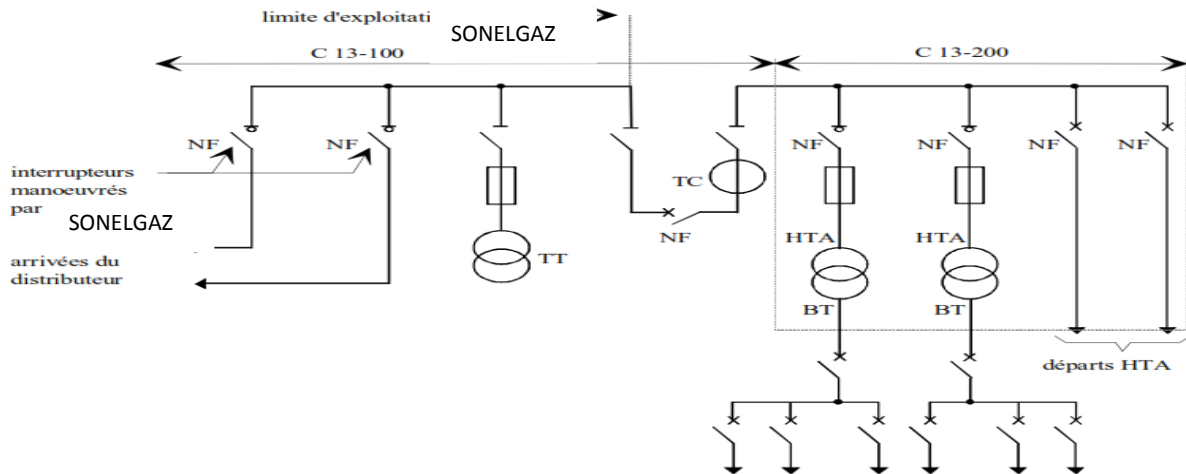 limite d'exploitati
SONELGAZ
C 13-100
C 13-200
NF
NF
NF
NF
NF
NF
interrupteurs
manoeuvrés
par
SONELGAZ
TC
NF
arrivées du
distributeur
TT
HTA
HTA
BT
BT
départs HTA